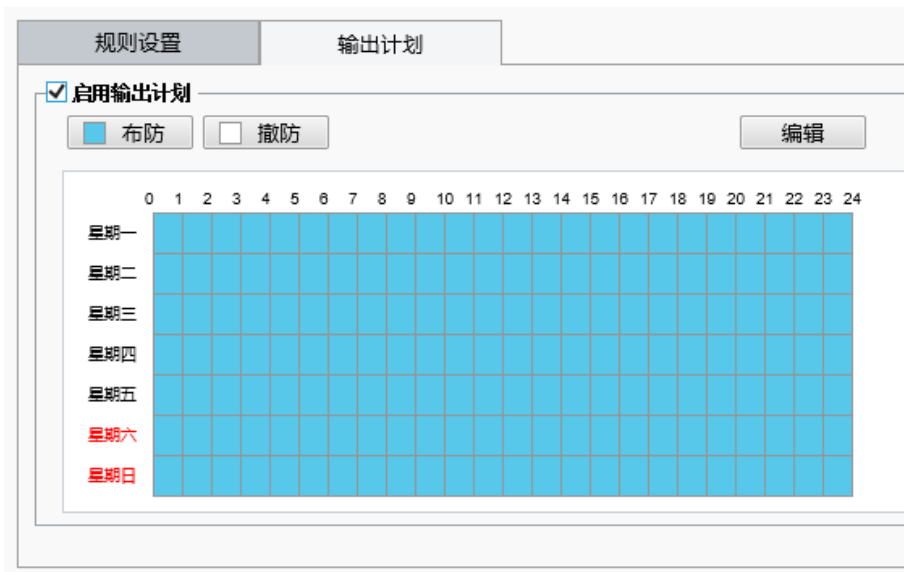 规则设置 输出计划
启用输出计划
布防 撤防 编辑
0 1 2 3 4 5 6 7 8 9 10 11 12 13 14 15 16 17 18 19 20 21 22 23 24
星期一
星期二
星期三
星期四
星期五
星期六
星期日